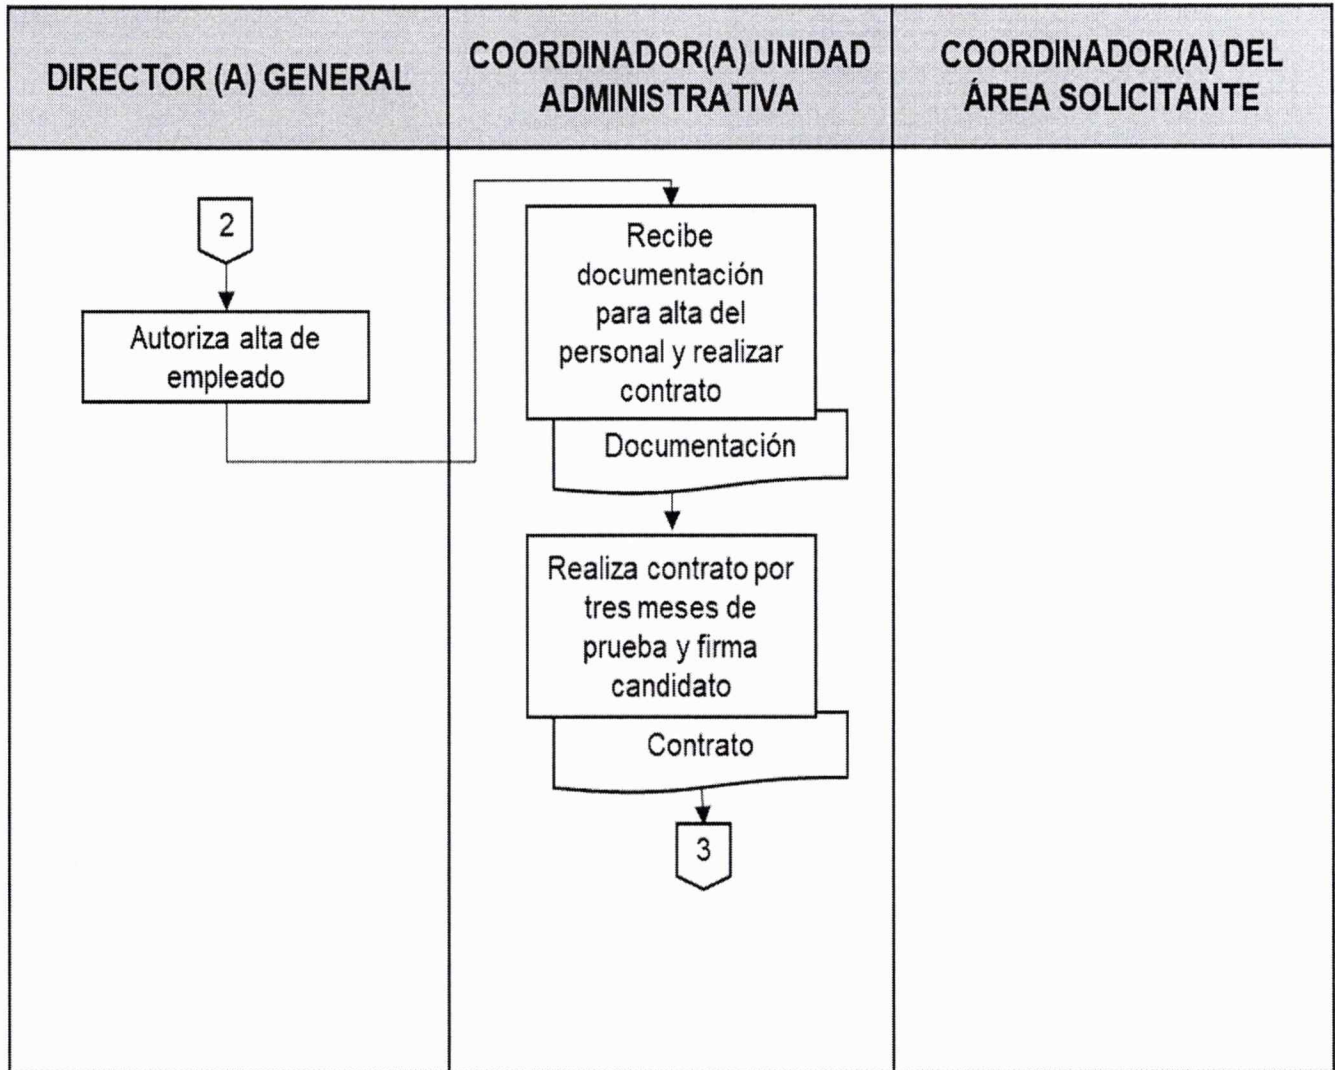 DIRECTOR (A) GENERAL
COORDINADOR(A) UNIDAD
ADMINISTRATIVA
COORDINADOR(A) DEL
ÁREA SOLICITANTE
2
Autoriza alta de
empleado
Recibe
documentación
para alta del
personal y realizar
contrato
Documentación
Realiza contrato por
tres meses de
prueba y firma
candidato
Contrato
3